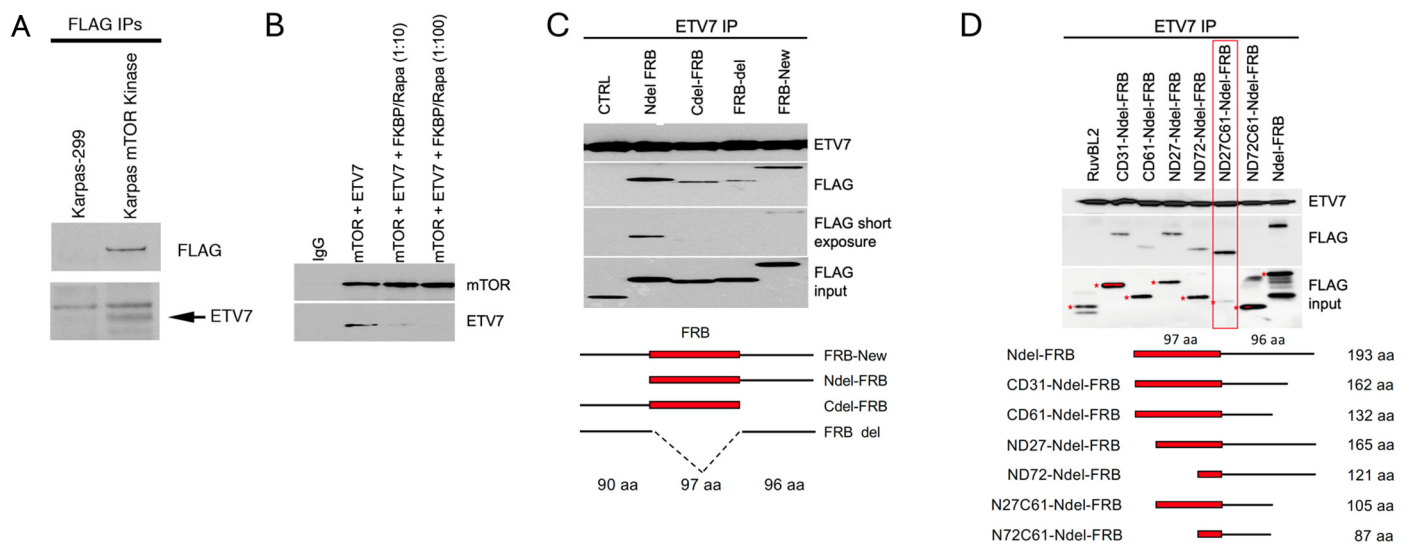 A
FLAG IPs
Karpas-299
Karpas mTOR Kinase
FLAG
ETV7
B
IgG
mTOR + ETV7
mTOR + ETV7 + FKBP/Rapa (1:10)
mTOR + ETV7 + FKBP/Rapa (1:100)
mTOR
ETV7
C
ETV7 IP
CTRL
Ndel FRB
Cdel-FRB
FRB-del
FRB-New
ETV7
FLAG
FLAG short
exposure
FLAG
input
FRB
FRB-New
Ndel-FRB
Cdel-FRB
FRB del
90 aa
97 aa
96 aa
D
ETV7 IP
RuvBL2
CD31-Ndel-FRB
CD61-Ndel-FRB
ND27-Ndel-FRB
ND72-Ndel-FRB
ND27C61-Ndel-FRB
ND72C61-Ndel-FRB
Ndel-FRB
ETV7
FLAG
FLAG
input
97 aa
96 aa
Ndel-FRB 193 aa
CD31-Ndel-FRB 162 aa
CD61-Ndel-FRB 132 aa
ND27-Ndel-FRB 165 aa
ND72-Ndel-FRB 121 aa
N27C61-Ndel-FRB 105 aa
N72C61-Ndel-FRB 87 aa